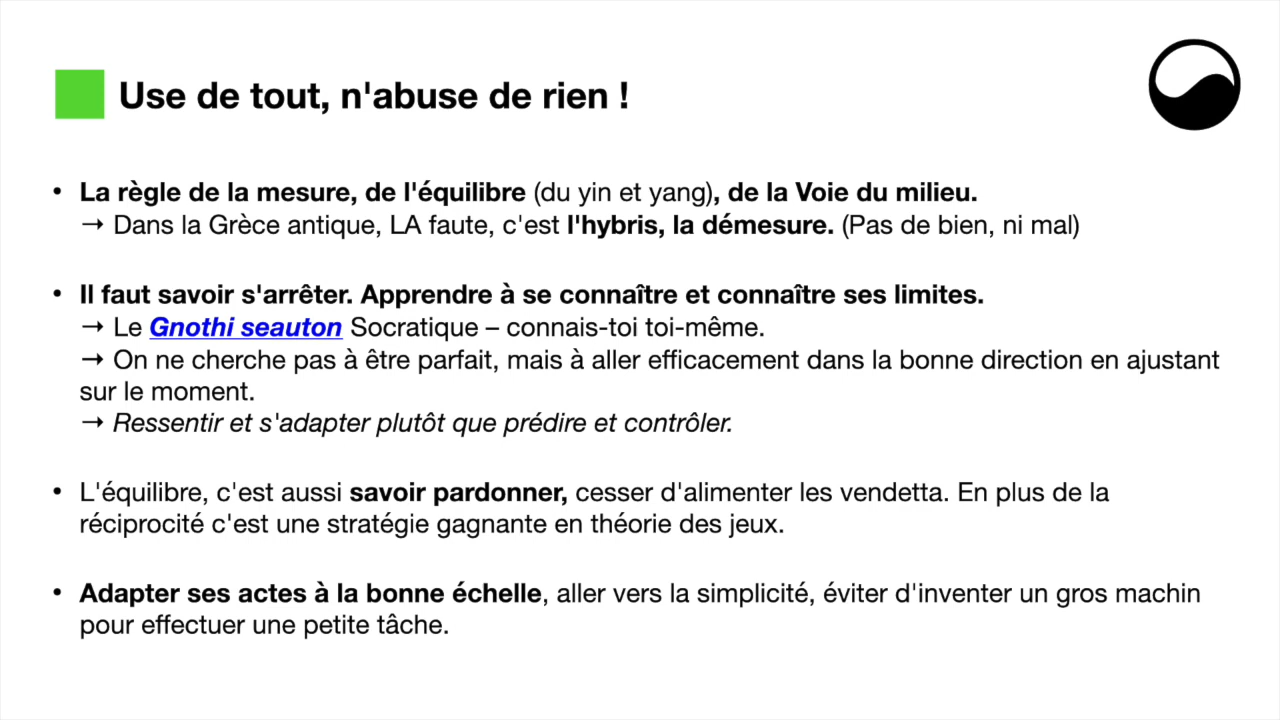 Use de tout, n'abuse de rien !
• La règle de la mesure, de l'équilibre (du yin et yang), de la Voie du milieu.
→ Dans la Grèce antique, LA faute, c'est l'hybris, la démesure. (Pas de bien, ni mal)
• Il faut savoir s'arrêter. Apprendre à se connaître et connaître ses limites.
→ Le Gnothi seauton Socratique – connais-toi toi-même.
→ On ne cherche pas à être parfait, mais à aller efficacement dans la bonne direction en ajustant
sur le moment.
→ Ressentir et s'adapter plutôt que prédire et contrôler.
• L'équilibre, c'est aussi savoir pardonner, cesser d'alimenter les vendetta. En plus de la
réciprocité c'est une stratégie gagnante en théorie des jeux.
• Adapter ses actes à la bonne échelle, aller vers la simplicité, éviter d'inventer un gros machin
pour effectuer une petite tâche.